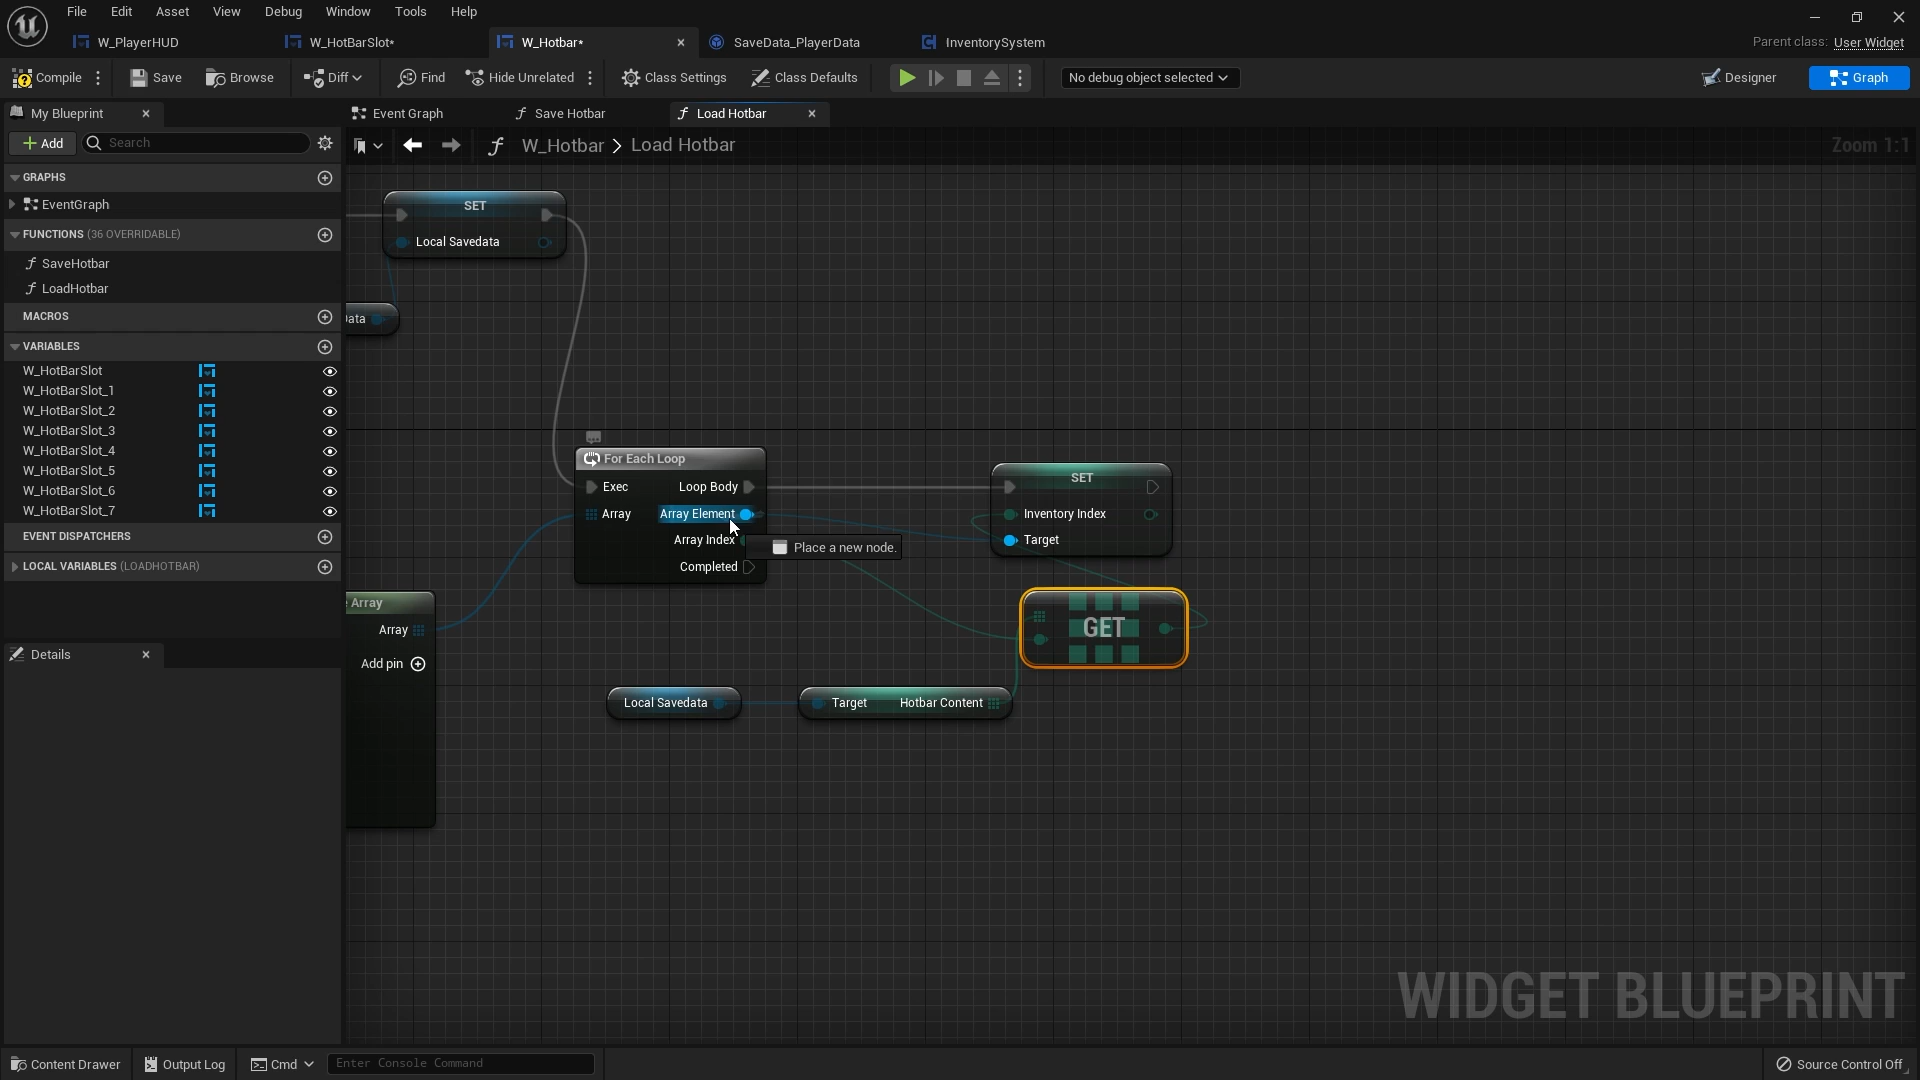 File Edit Asset View Debug Window Tools Help
W_PlayerHUD W_HotBarSlot* W_Hotbar* SaveData_PlayerData InventorySystem
Parent class: User Widget
Compile Save Browse Diff Find Hide Unrelated Class Settings Class Defaults No debug object selected Designer Graph
My Blueprint
Event Graph Save Hotbar Load Hotbar
Add Search
W_Hotbar > Load Hotbar
Zoom 1:1
GRAPHS
EventGraph
FUNCTIONS (36 OVERRIDABLE)
SaveHotbar
LoadHotbar
MACROS
VARIABLES
W_HotBarSlot
W_HotBarSlot_1
W_HotBarSlot_2
W_HotBarSlot_3
W_HotBarSlot_4
W_HotBarSlot_5
W_HotBarSlot_6
W_HotBarSlot_7
EVENT DISPATCHERS
LOCAL VARIABLES (LOADHOTBAR)
Details
SET
Local Savedata
For Each Loop
Exec Loop Body
Array Array Element
Array Index
Completed
Place a new node.
SET
Inventory Index
Target
GET
Array
Array
Add pin
Local Savedata
Target Hotbar Content
WIDGET BLUEPRINT
Content Drawer Output Log Cmd Enter Console Command Source Control Off